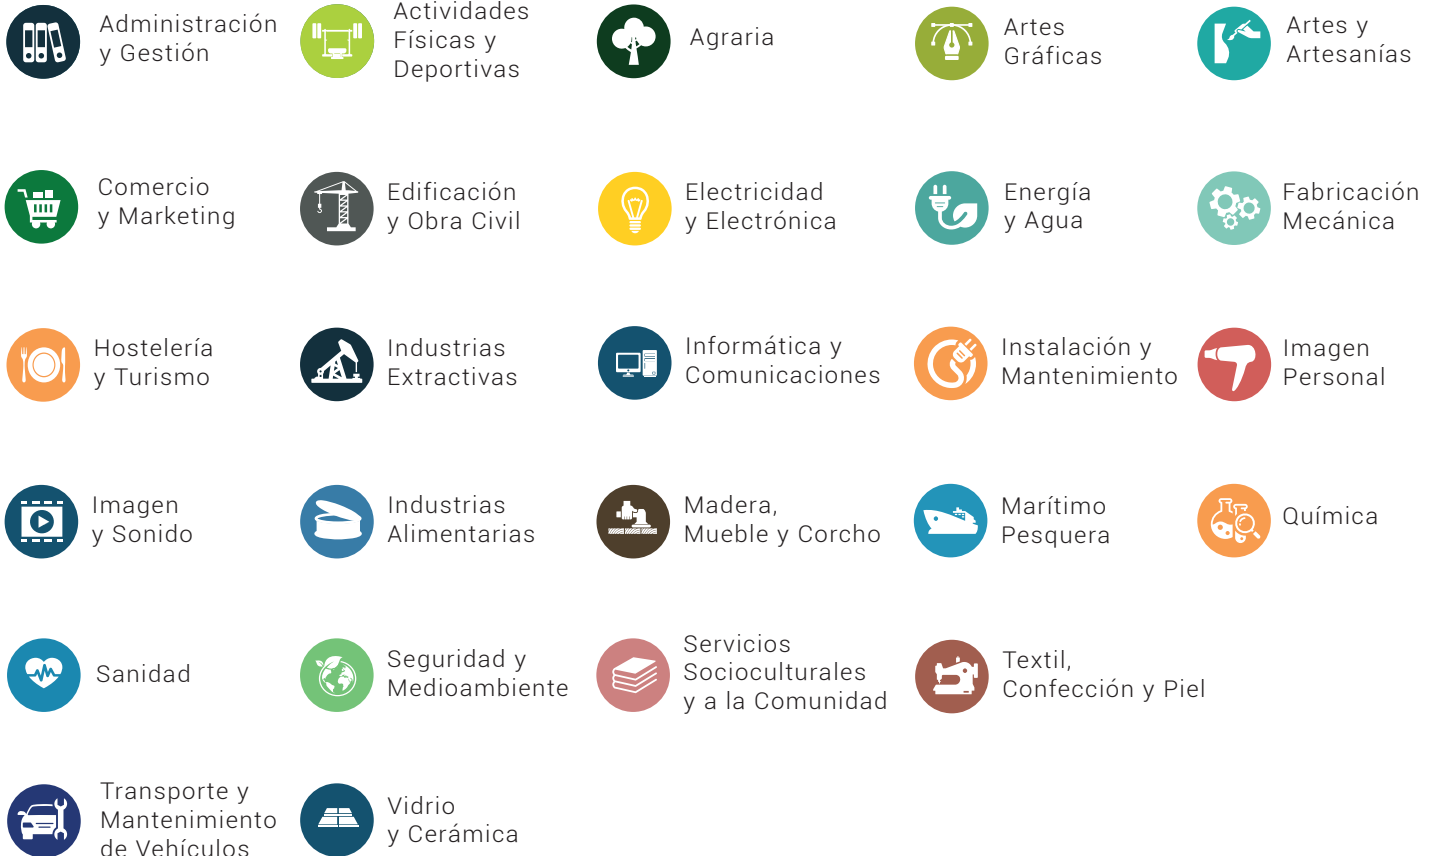 Administración
y Gestión
Actividades
Físicas y
Deportivas
Agraria
Artes
Gráficas
Artes y
Artesanías
Comercio
y Marketing
Edificación
y Obra Civil
Electricidad
y Electrónica
Energía
y Agua
Fabricación
Mecánica
Hostelería
y Turismo
Industrias
Extractivas
Informática y
Comunicaciones
Instalación y
Mantenimiento
Imagen
Personal
Imagen
y Sonido
Industrias
Alimentarias
Madera,
Mueble y Corcho
Marítimo
Pesquera
Química
Sanidad
Seguridad y
Medioambiente
Servicios
Socioculturales
y a la Comunidad
Textil,
Confección y Piel
Transporte y
Mantenimiento
de Vehículos
Vidrio
y Cerámica